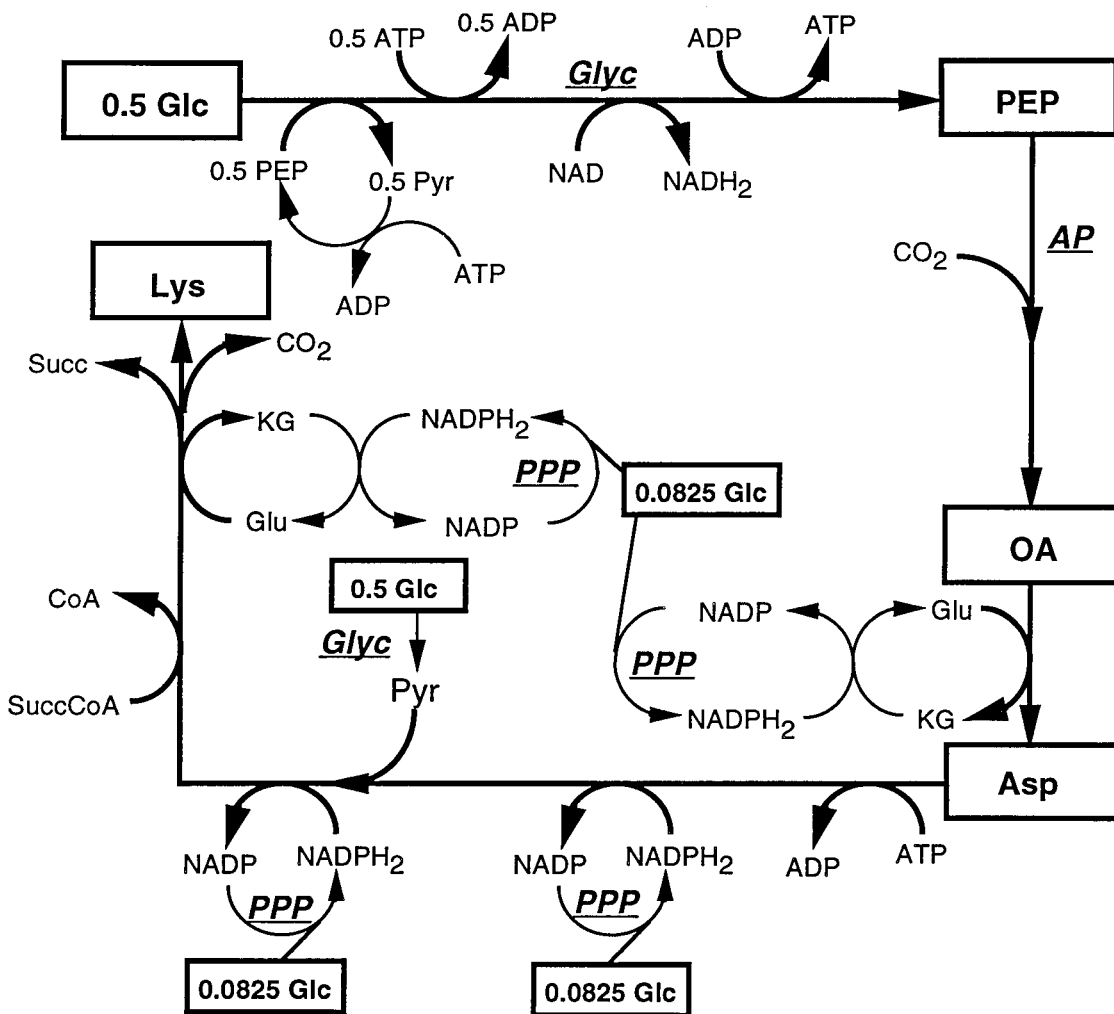 0.5 ATP
0.5 ADP
ADP
ATP
Glyc
0.5 Glc
PEP
0.5 PEP
0.5 Pyr
NAD
NADH2
ADP
ATP
CO2
AP
Lys
Succ
CO2
KG
NADPH2
PPP
0.0825 Glc
Glu
NADP
OA
0.5 Glc
CoA
NADP
Glu
Glyc
PPP
SuccCoA
Pyr
NADPH2
KG
Asp
NADP
NADPH2
NADP
NADPH2
ADP
ATP
PPP
PPP
0.0825 Glc
0.0825 Glc